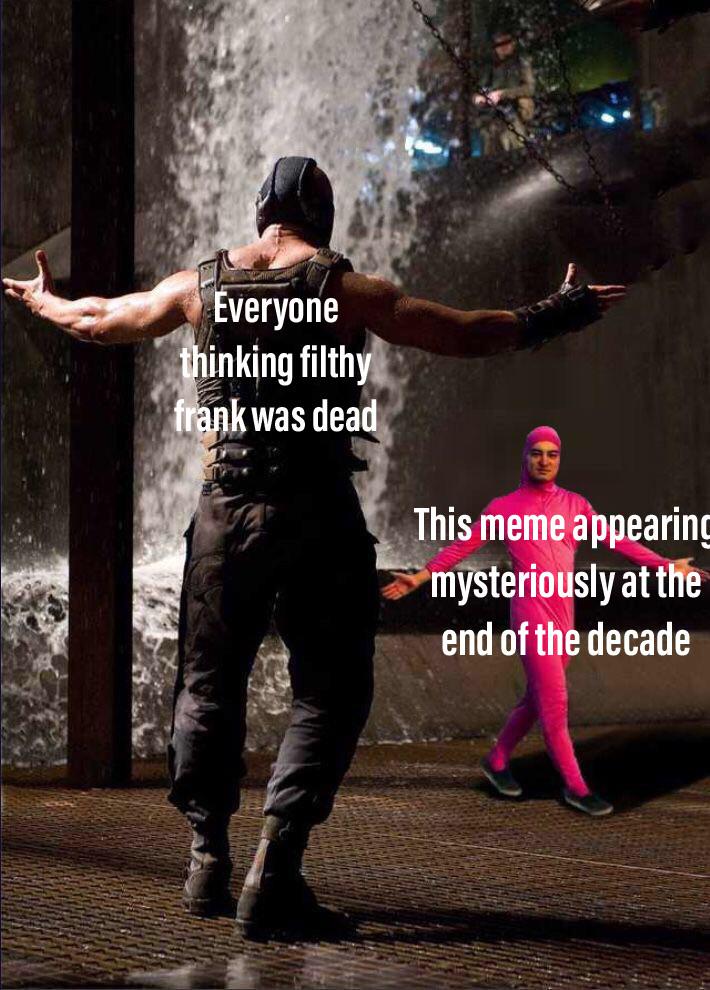 Everyone
thinking filthy
frank was dead
This meme appearing
mysteriously at the
end of the decade